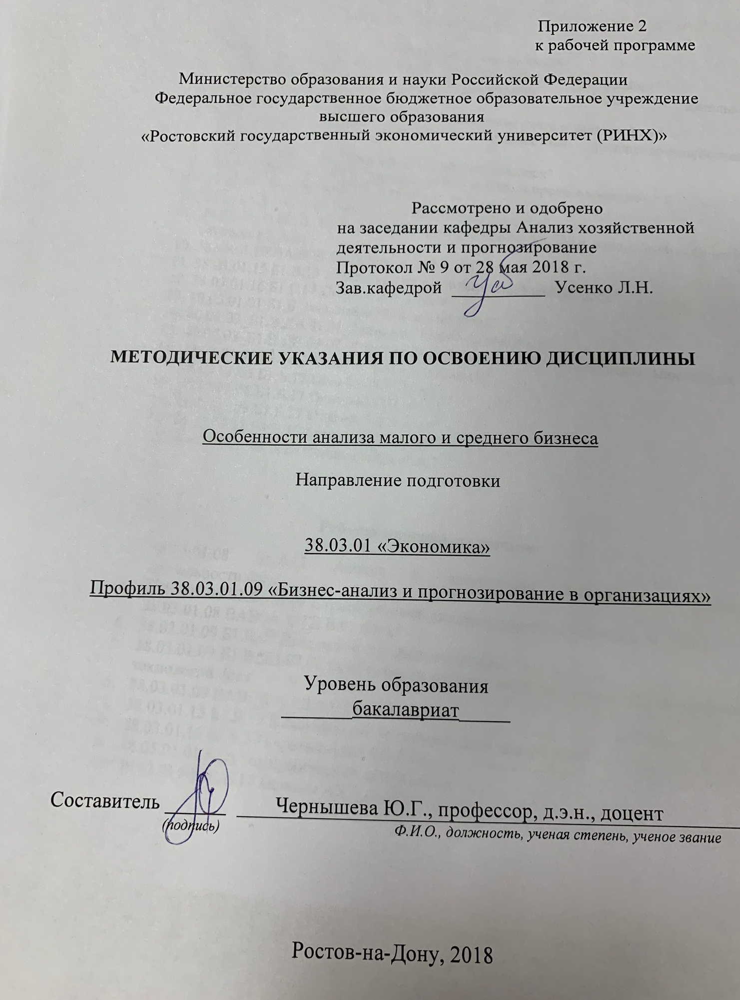 Приложение 2
к рабочей программе
Министерство образования и науки Российской Федерации
Федеральное государственное бюджетное образовательное учреждение
высшего образования
«Ростовский государственный экономический университет (РИНХ)»
Рассмотрено и одобрено
на заседании кафедры Анализ хозяйственной
деятельности и прогнозирование
Протокол № 9 от 28 мая 2018 г.
Зав.кафедрой __________ Усенко Л.Н.
МЕТОДИЧЕСКИЕ УКАЗАНИЯ ПО ОСВОЕНИЮ ДИСЦИПЛИНЫ
Особенности анализа малого и среднего бизнеса
Направление подготовки
38.03.01 «Экономика»
Профиль 38.03.01.09 «Бизнес-анализ и прогнозирование в организациях»
Уровень образования
бакалавриат
Составитель ______ Чернышева Ю.Г., профессор, д.э.н., доцент
(подпись) Ф.И.О., должность, ученая степень, ученое звание
Ростов-на-Дону, 2018